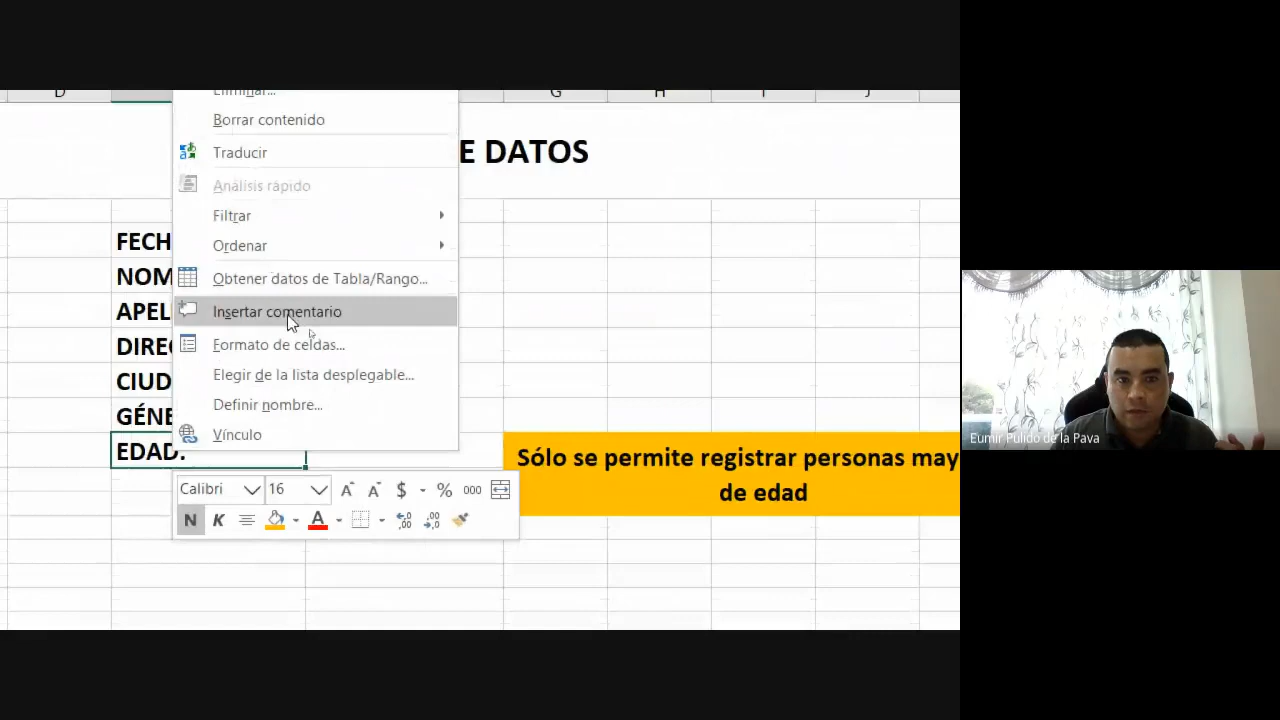 D G H I J
Eliminar...
Borrar contenido
E DATOS
Traducir
Análisis rápido
Filtrar
FECH
Ordenar
NOM
Obtener datos de Tabla/Rango...
APEL
Insertar comentario
DIREC
Formato de celdas...
CIUD
Elegir de la lista desplegable...
Definir nombre...
GÉNE
Vínculo
EDAD:
Sólo se permite registrar personas may
de edad
Calibri 16 A A $ % 000
N K A
Eumir Pulido de la Pava